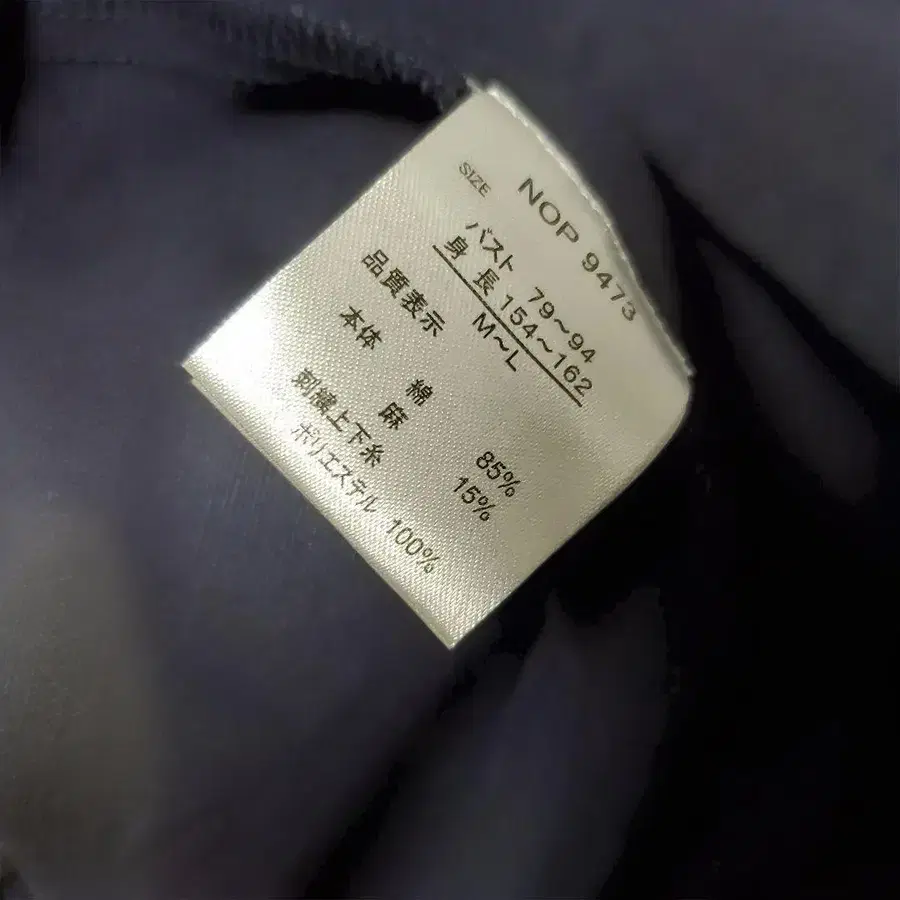 NOP 9473
SIZE
バスト 79〜94
身長 154〜162
M〜L
品質表示
本体
綿 85%
麻 15%
刺繍上下糸
ポリエステル 100%